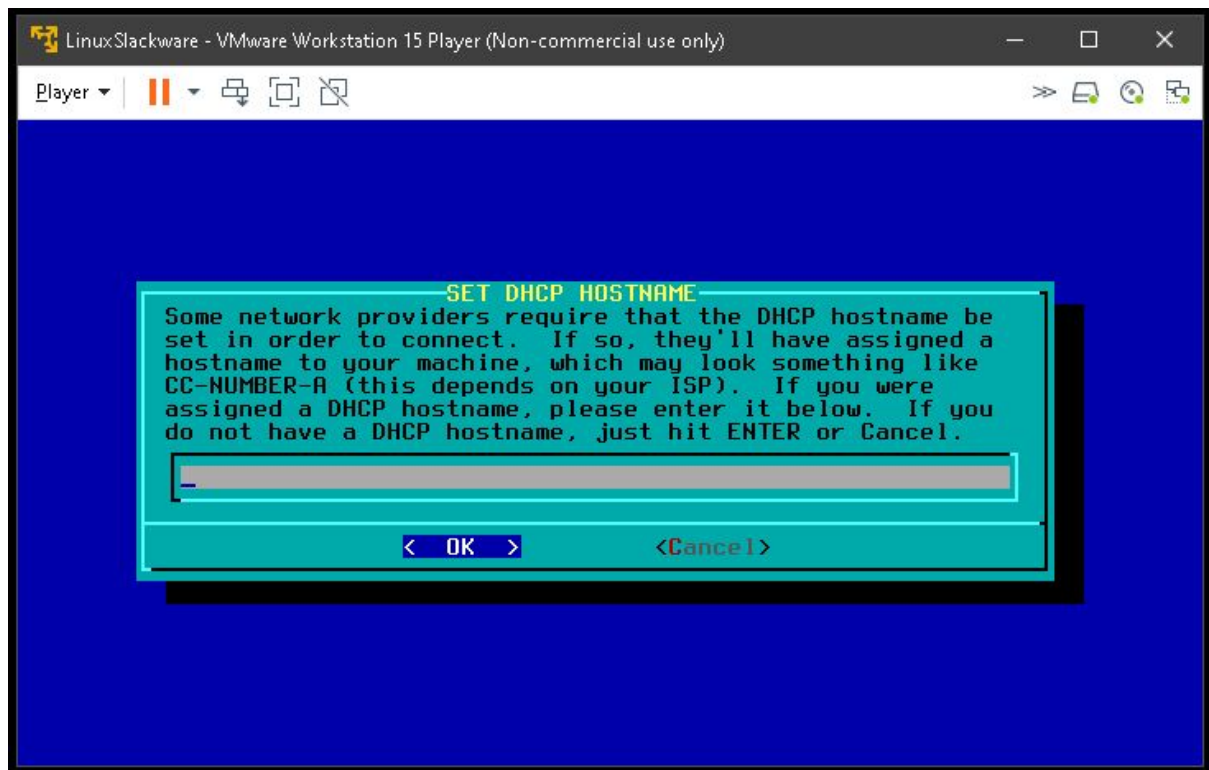 LinuxSlackware - VMware Workstation 15 Player (Non-commercial use only)
Player
SET DHCP HOSTNAME
Some network providers require that the DHCP hostname be
set in order to connect.  If so, they'll have assigned a
hostname to your machine, which may look something like
CC-NUMBER-A (this depends on your ISP).  If you were
assigned a DHCP hostname, please enter it below.  If you
do not have a DHCP hostname, just hit ENTER or Cancel.
< OK > <Cancel>